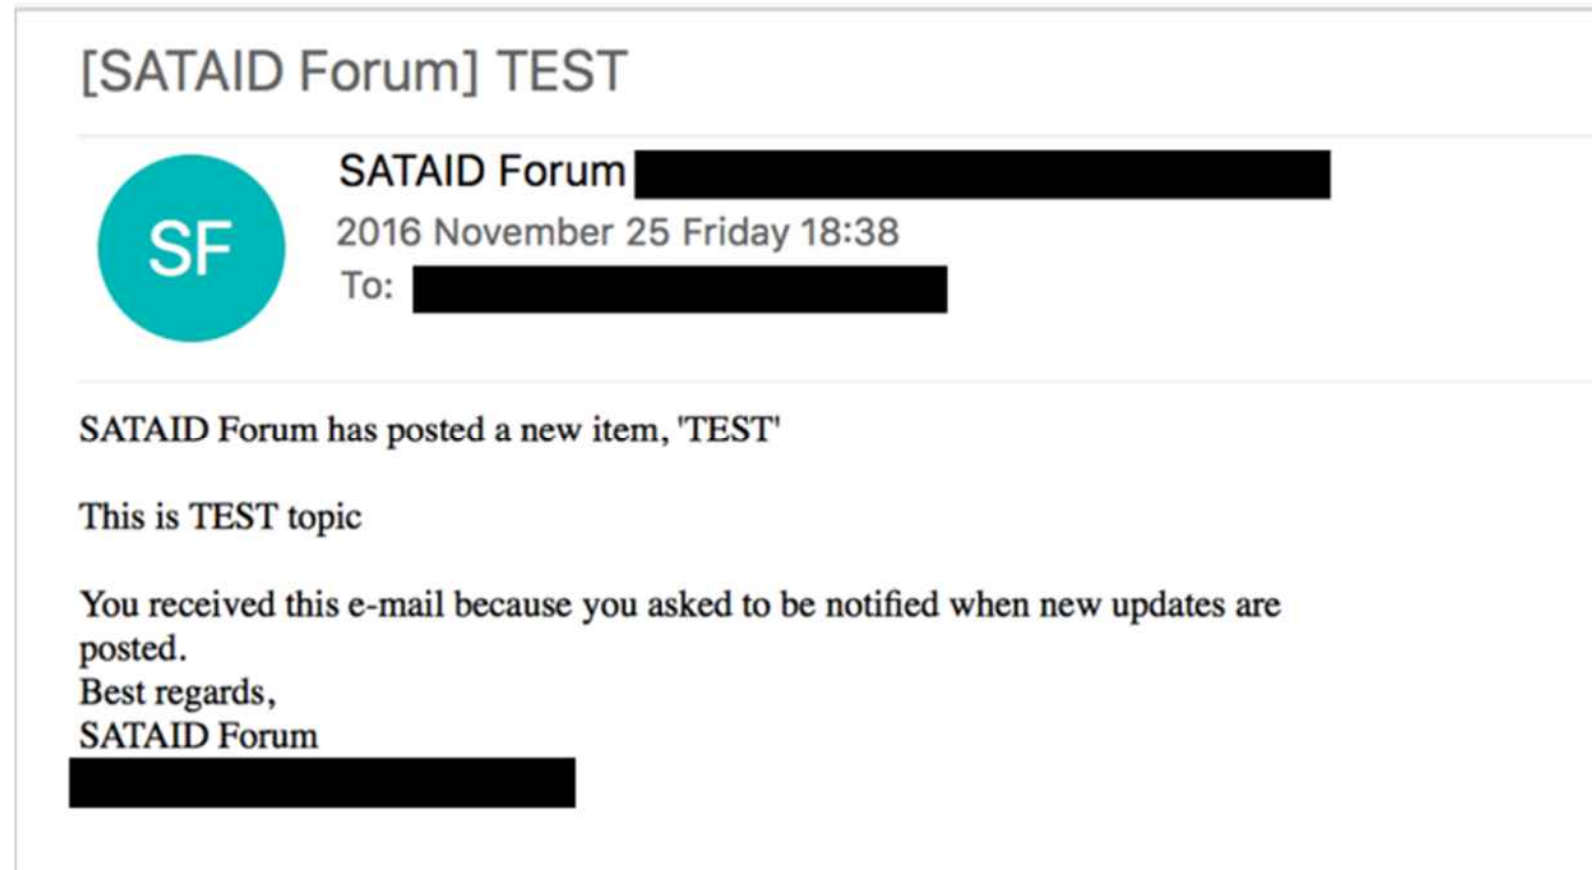 [SATAID Forum] TEST
SF
SATAID Forum
2016 November 25 Friday 18:38
To:
SATAID Forum has posted a new item, 'TEST'
This is TEST topic
You received this e-mail because you asked to be notified when new updates are
posted.
Best regards,
SATAID Forum